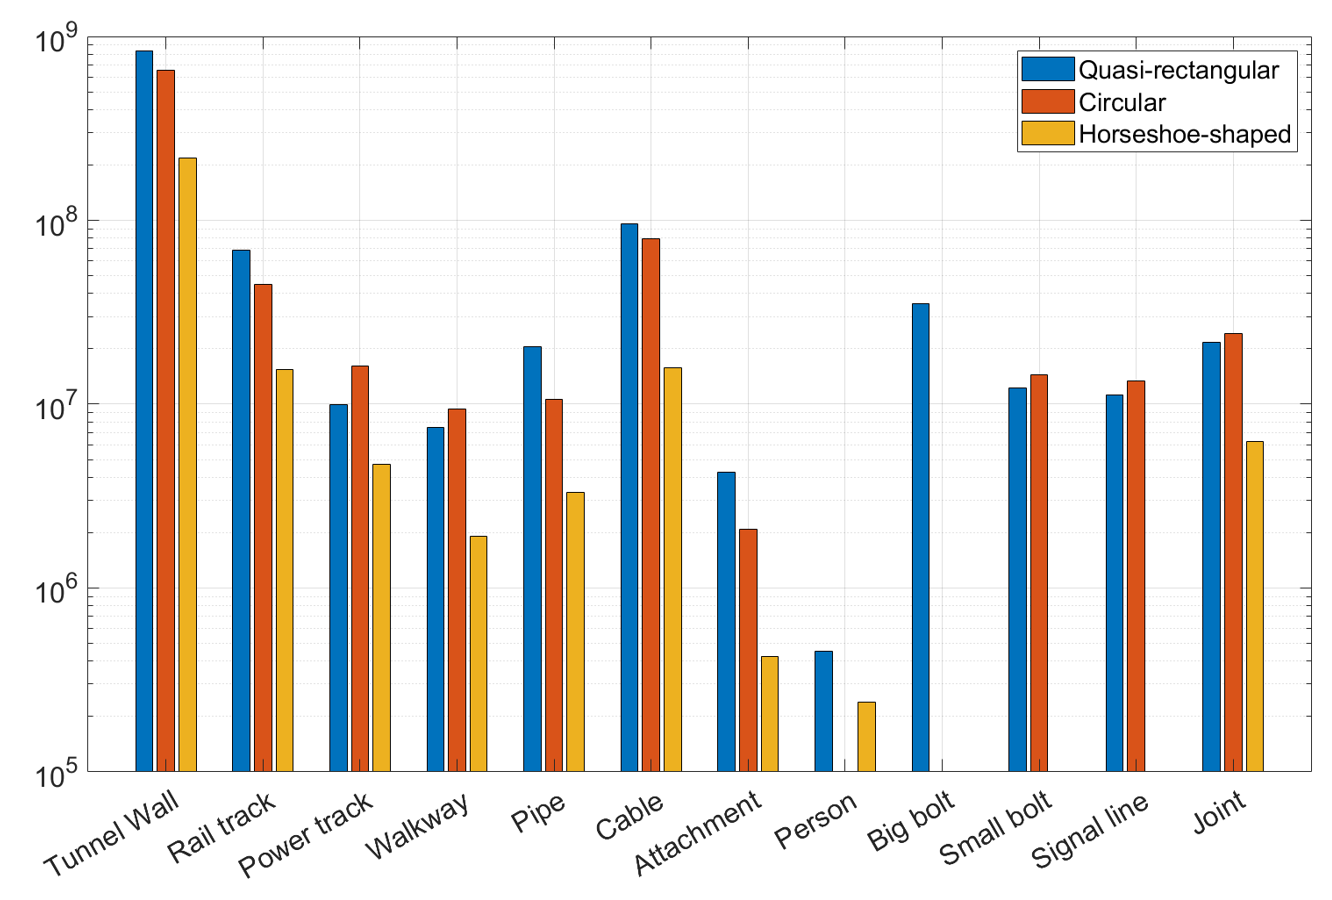 10^9
10^8
10^7
10^6
10^5
Quasi-rectangular
Circular
Horseshoe-shaped
Tunnel Wall
Rail track
Power track
Walkway
Pipe
Cable
Attachment
Person
Big bolt
Small bolt
Signal line
Joint